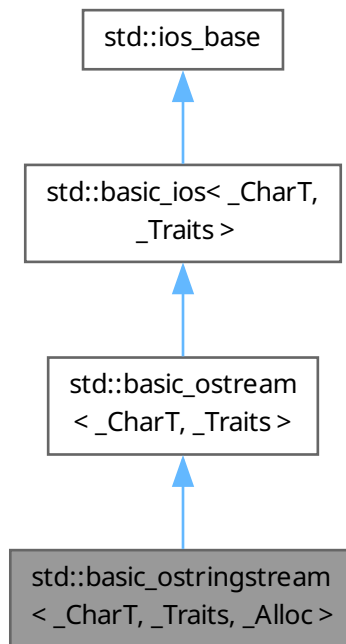 std::ios_base
std::basic_ios< _CharT,
_Traits >
std::basic_ostream
< _CharT, _Traits >
std::basic_ostringstream
< _CharT, _Traits, _Alloc >